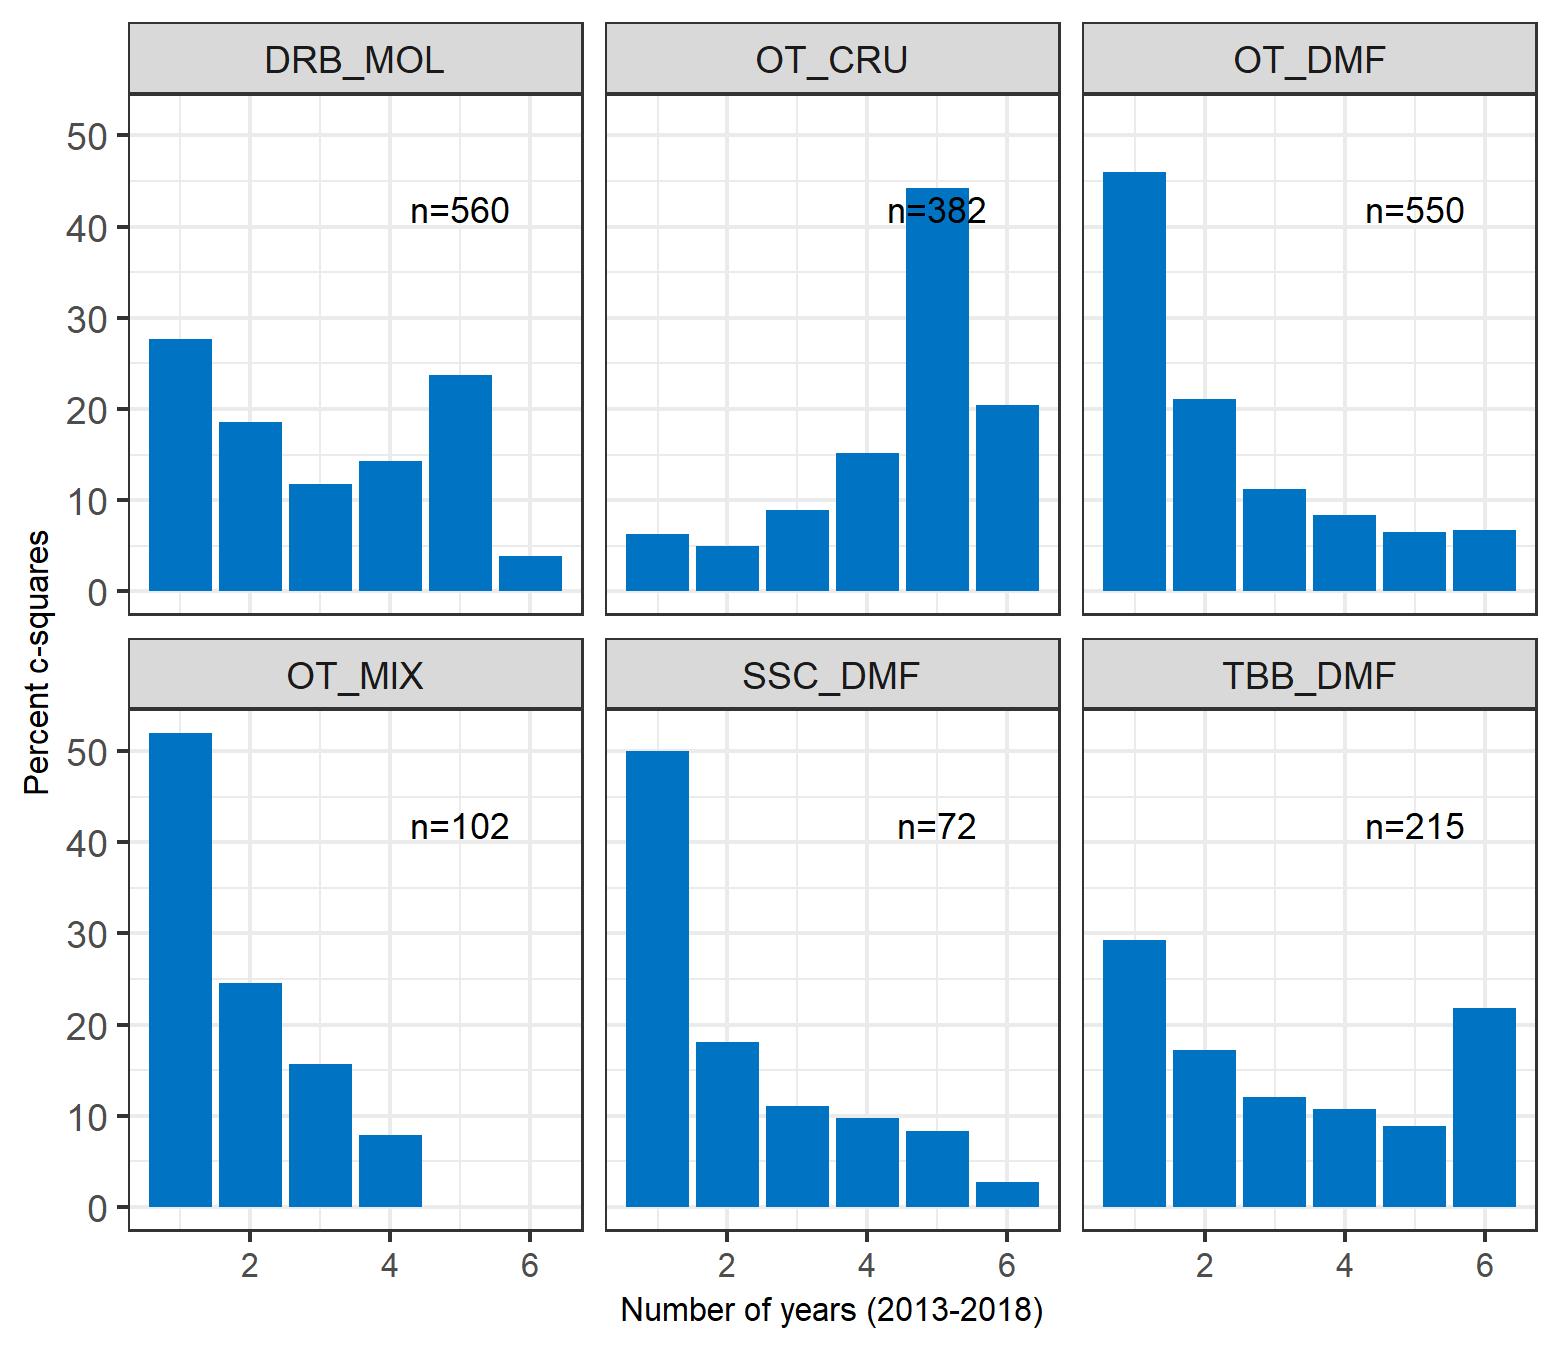 DRB_MOL OT_CRU OT_DMF
50
40
30
20
10
0
n=560 n=382 n=550
Percent c-squares
OT_MIX SSC_DMF TBB_DMF
50
40
30
20
10
0
n=102 n=72 n=215
2 4 6 2 4 6 2 4 6
Number of years (2013-2018)